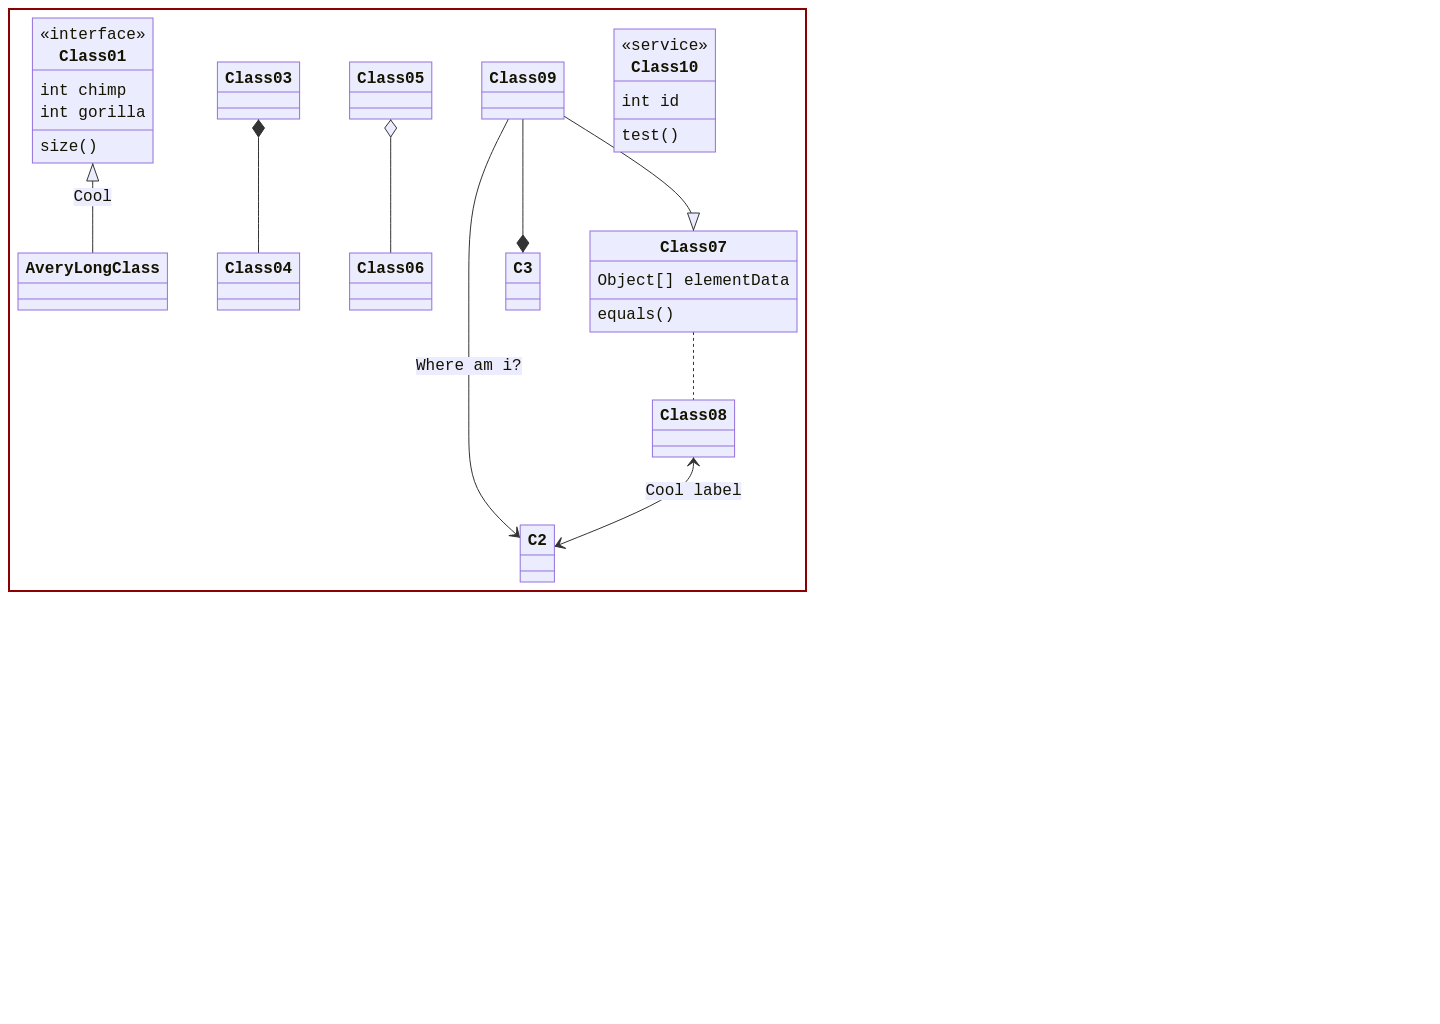 «interface»
Class01
int chimp
int gorilla
size()
Class03
Class05
Class09
«service»
Class10
int id
test()
Cool
AveryLongClass
Class04
Class06
C3
Class07
Object[] elementData
equals()
Where am i?
Class08
Cool label
C2